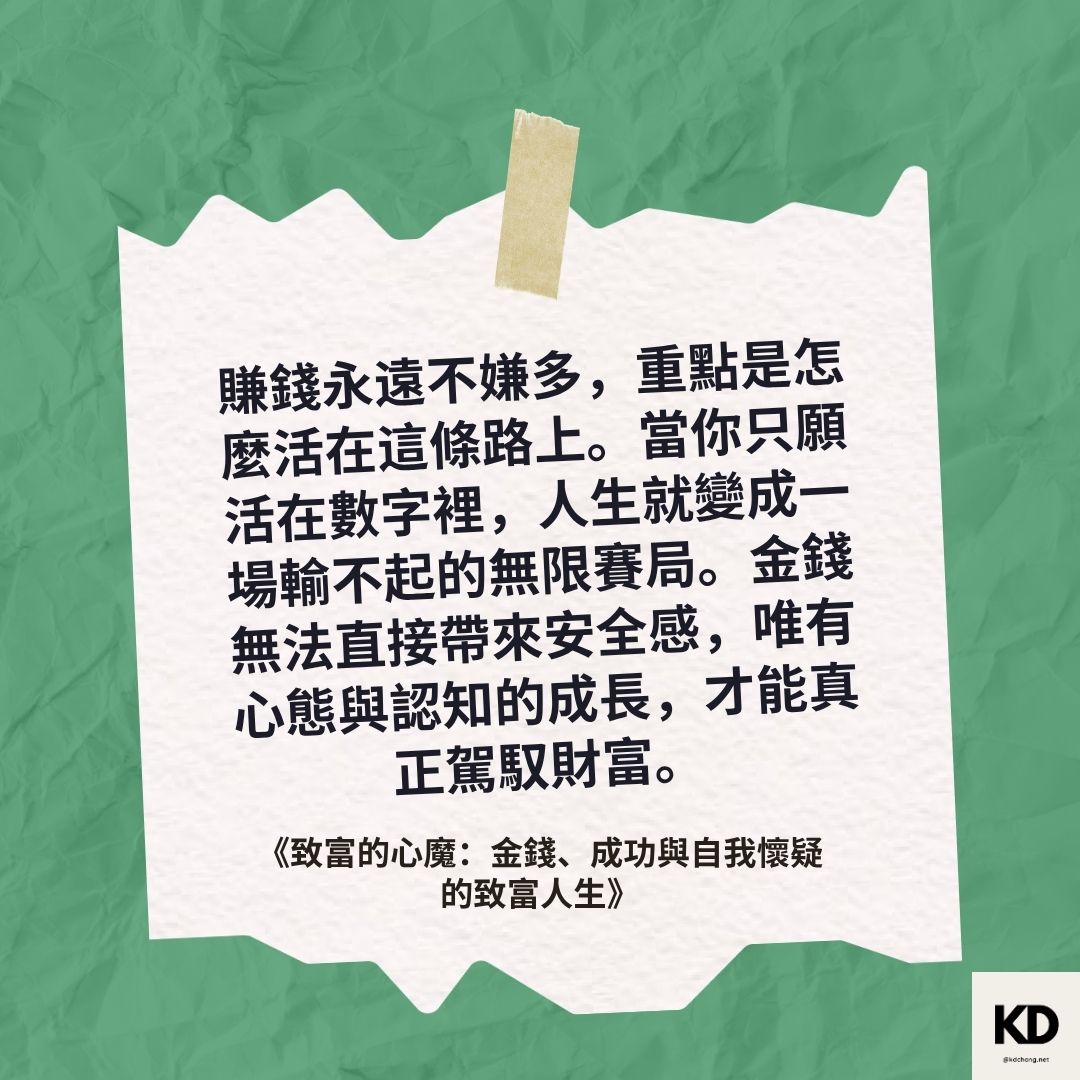 賺錢永遠不嫌多，重點是怎
麼活在這條路上。當你只願
活在數字裡，人生就變成一
場輸不起的無限賽局。金錢
無法直接帶來安全感，唯有
心態與認知的成長，才能真
正駕馭財富。
《致富的心魔：金錢、成功與自我懷疑
的致富人生》
KD
@kdchong.net